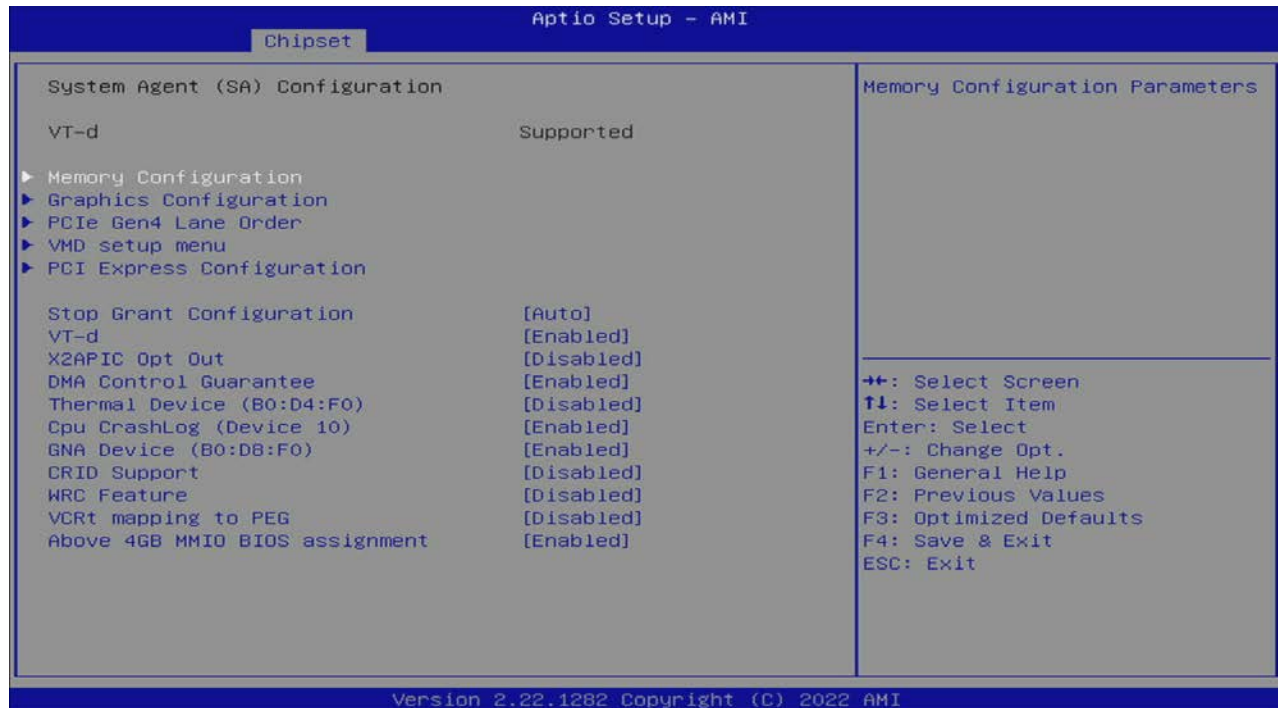 Aptio Setup – AMI
Chipset
System Agent (SA) Configuration
VT-d Supported
Memory Configuration
Graphics Configuration
PCIe Gen4 Lane Order
VMD setup menu
PCI Express Configuration
Stop Grant Configuration [Auto]
VT-d [Enabled]
X2APIC Opt Out [Disabled]
DMA Control Guarantee [Enabled]
Thermal Device (B0:D4:F0) [Disabled]
Cpu CrashLog (Device 10) [Enabled]
GNA Device (B0:D8:F0) [Enabled]
CRID Support [Disabled]
WRC Feature [Disabled]
VCRt mapping to PEG [Disabled]
Above 4GB MMIO BIOS assignment [Enabled]
Memory Configuration Parameters
→←: Select Screen
↑↓: Select Item
Enter: Select
+/-: Change Opt.
F1: General Help
F2: Previous Values
F3: Optimized Defaults
F4: Save & Exit
ESC: Exit
Version 2.22.1282 Copyright (C) 2022 AMI